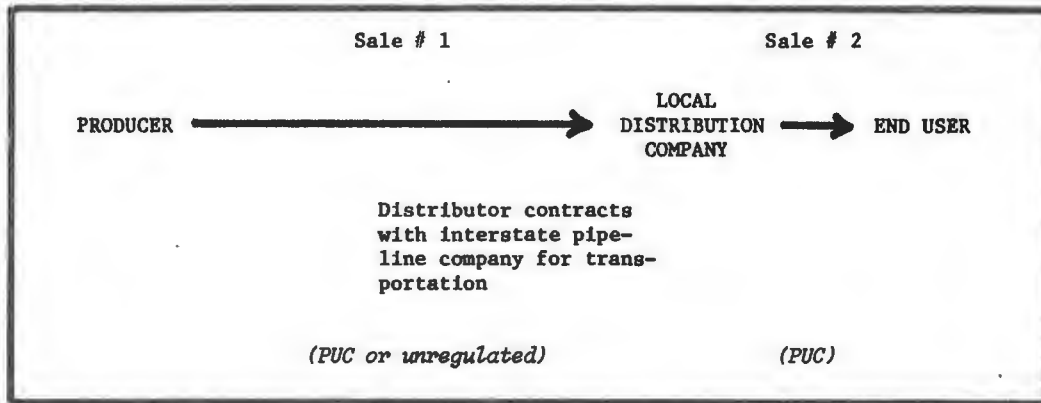 Sale # 1
Sale # 2
PRODUCER
LOCAL
DISTRIBUTION
COMPANY
END USER
Distributor contracts
with interstate pipe-
line company for trans-
portation
(PUC or unregulated)
(PUC)